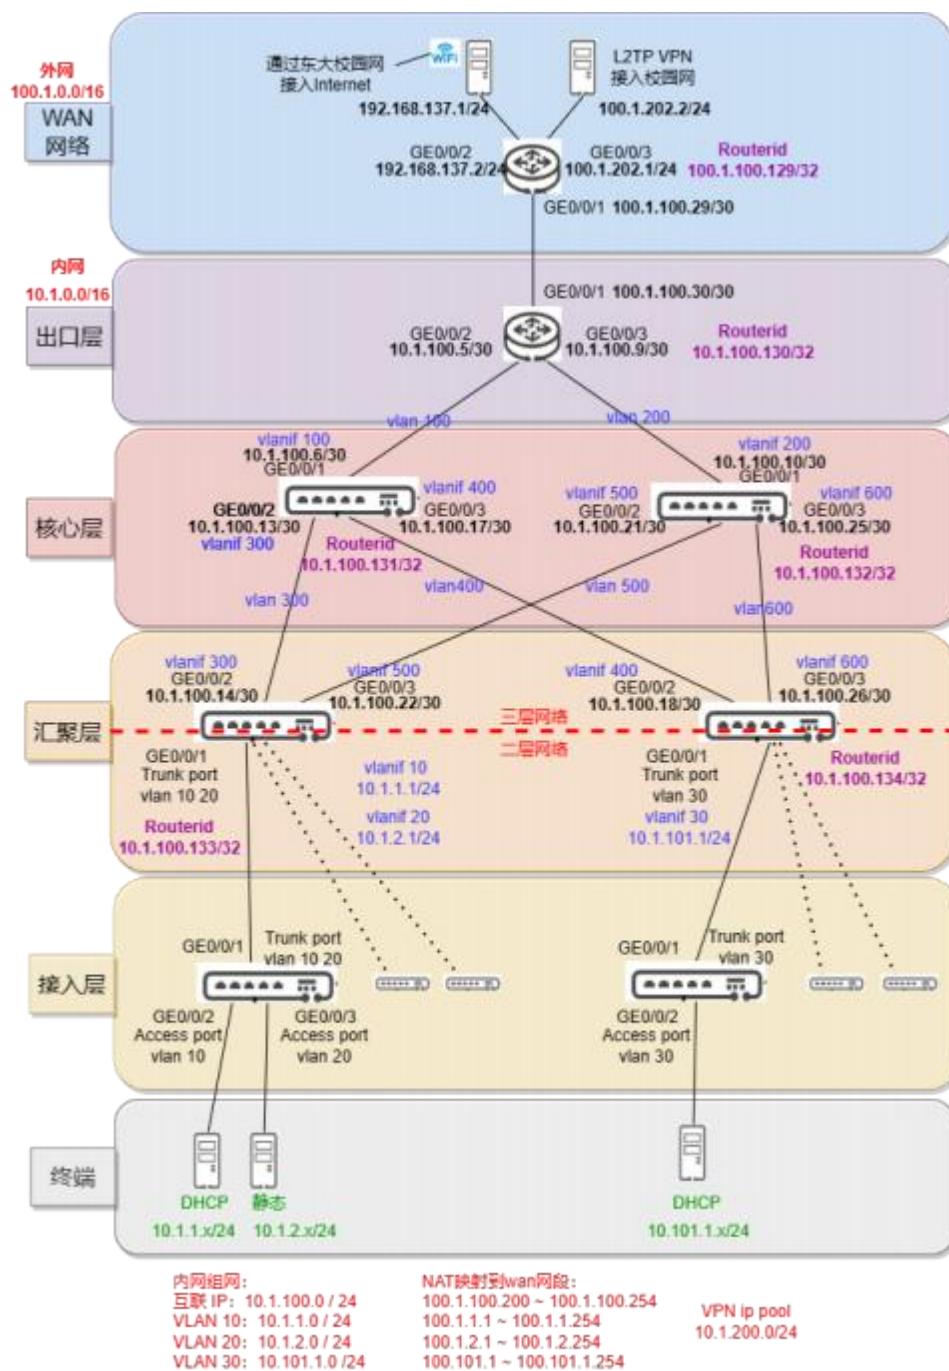 外网
100.1.0.0/16
WAN
网络
通过东大校园网
接入Internet
WiFi
192.168.137.1/24
L2TP VPN
接入校园网
100.1.202.2/24
GE0/0/2
192.168.137.2/24
GE0/0/3
100.1.202.1/24
Routerid
100.1.100.129/32
GE0/0/1 100.1.100.29/30
内网
10.1.0.0/16
出口层
GE0/0/1 100.1.100.30/30
GE0/0/2
10.1.100.5/30
GE0/0/3
10.1.100.9/30
Routerid
10.1.100.130/32
vlan 100
vlan 200
核心层
vlanif 100
10.1.100.6/30
GE0/0/1
vlanif 200
10.1.100.10/30
GE0/0/1
GE0/0/2
10.1.100.13/30
vlanif 300
vlanif 400
GE0/0/3
10.1.100.17/30
vlanif 500
GE0/0/2
10.1.100.21/30
vlanif 600
GE0/0/3
10.1.100.25/30
Routerid
10.1.100.131/32
Routerid
10.1.100.132/32
vlan 300
vlan400
vlan 500
vlan600
汇聚层
vlanif 300
GE0/0/2
10.1.100.14/30
vlanif 500
GE0/0/3
10.1.100.22/30
vlanif 400
GE0/0/2
10.1.100.18/30
vlanif 600
GE0/0/3
10.1.100.26/30
三层网络
二层网络
GE0/0/1
Trunk port
vlan 10 20
Routerid
10.1.100.133/32
vlanif 10
10.1.1.1/24
vlanif 20
10.1.2.1/24
GE0/0/1
Trunk port
vlan 30
vlanif 30
10.1.101.1/24
Routerid
10.1.100.134/32
接入层
GE0/0/1
Trunk port
vlan 10 20
GE0/0/1
Trunk port
vlan 30
GE0/0/2
Access port
vlan 10
GE0/0/3
Access port
vlan 20
GE0/0/2
Access port
vlan 30
终端
DHCP
10.1.1.x/24
静态
10.1.2.x/24
DHCP
10.101.1.x/24
内网组网：
互联 IP：10.1.100.0 / 24
VLAN 10：10.1.1.0 / 24
VLAN 20：10.1.2.0 / 24
VLAN 30：10.101.1.0 /24
NAT映射到wan网段：
100.1.100.200 ~ 100.1.100.254
100.1.1.1 ~ 100.1.1.254
100.1.2.1 ~ 100.1.2.254
100.101.1 ~ 100.101.1.254
VPN ip pool
10.1.200.0/24